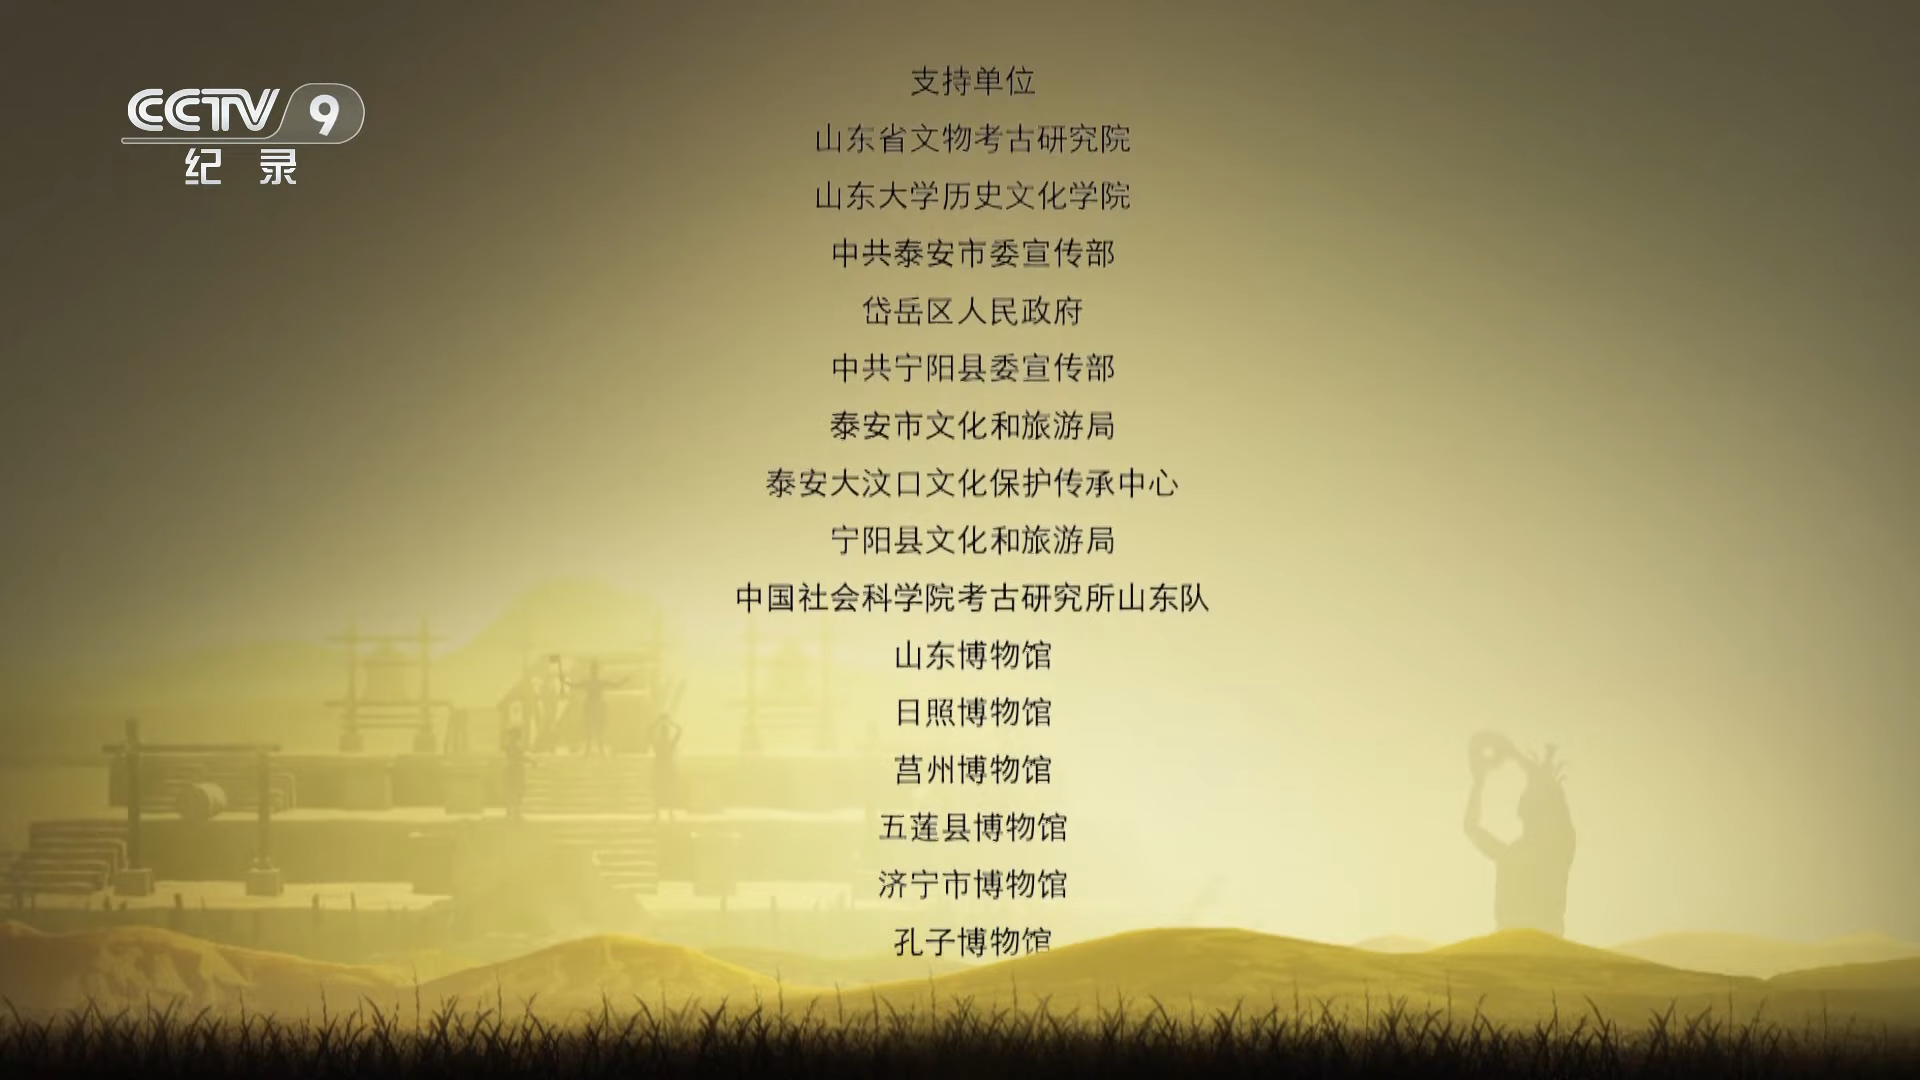 CCTV 9
纪录
支持单位
山东省文物考古研究院
山东大学历史文化学院
中共泰安市委宣传部
岱岳区人民政府
中共宁阳县委宣传部
泰安市文化和旅游局
泰安大汶口文化保护传承中心
宁阳县文化和旅游局
中国社会科学院考古研究所山东队
山东博物馆
日照博物馆
莒州博物馆
五莲县博物馆
济宁市博物馆
孔子博物馆